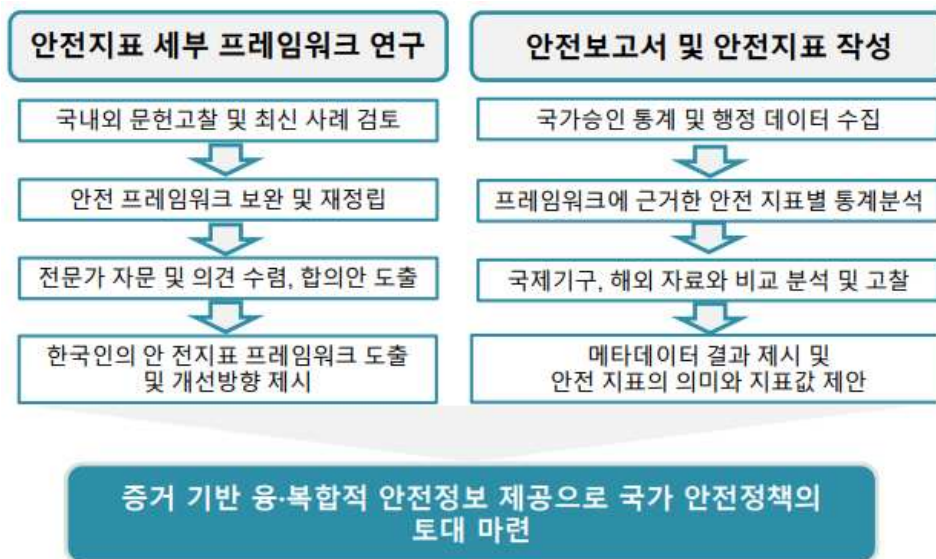 안전지표 세부 프레임워크 연구
국내외 문헌고찰 및 최신 사례 검토
안전 프레임워크 보완 및 재정립
전문가 자문 및 의견 수렴, 합의안 도출
한국인의 안 전지표 프레임워크 도출
및 개선방향 제시
안전보고서 및 안전지표 작성
국가승인 통계 및 행정 데이터 수집
프레임워크에 근거한 안전 지표별 통계분석
국제기구, 해외 자료와 비교 분석 및 고찰
메타데이터 결과 제시 및
안전 지표의 의미와 지표값 제안
증거 기반 융·복합적 안전정보 제공으로 국가 안전정책의
토대 마련